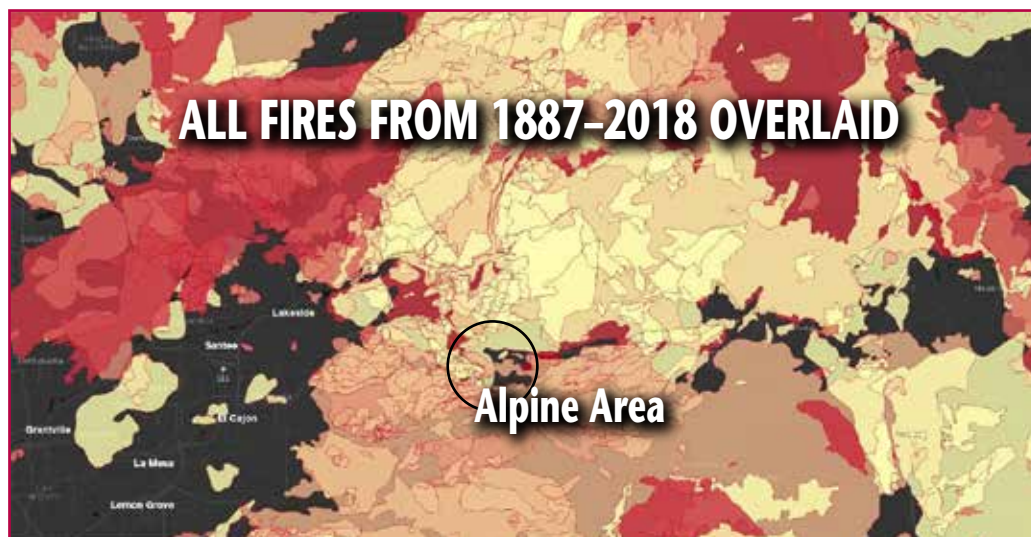 ALL FIRES FROM 1887–2018 OVERLAID
Lakeside
Santee
El Cajon
Alpine Area
Grantville
La Mesa
Lemon Grove